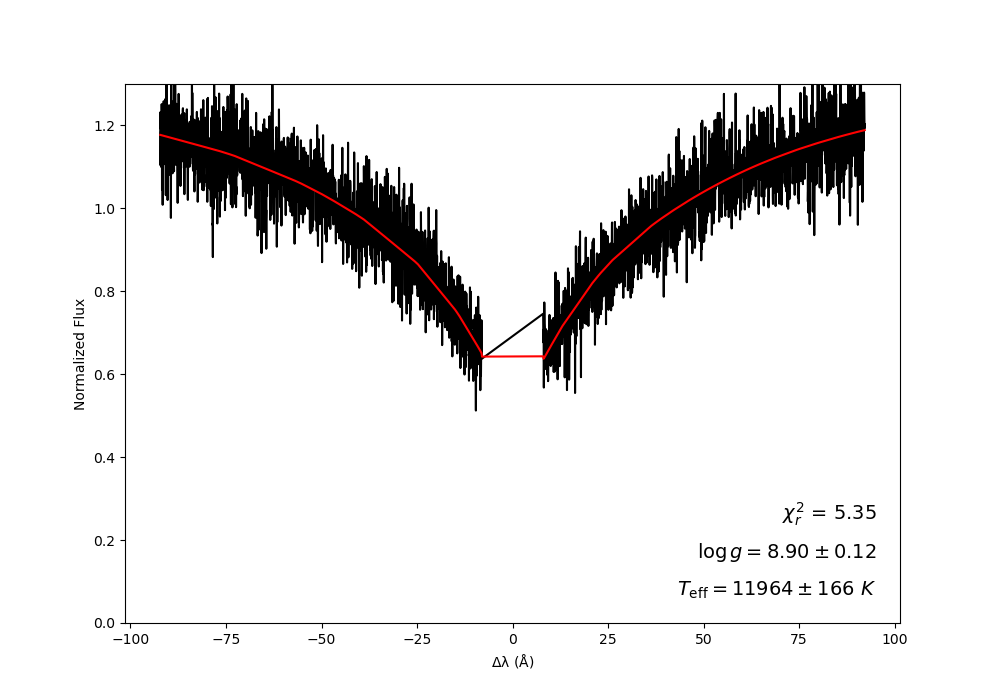 1.2
1.0
0.8
0.6
0.4
0.2
0.0
Normalized Flux
χ²ᵣ = 5.35
log g = 8.90 ± 0.12
T_eff = 11964 ± 166 K
−100 −75 −50 −25 0 25 50 75 100
Δλ (Å)